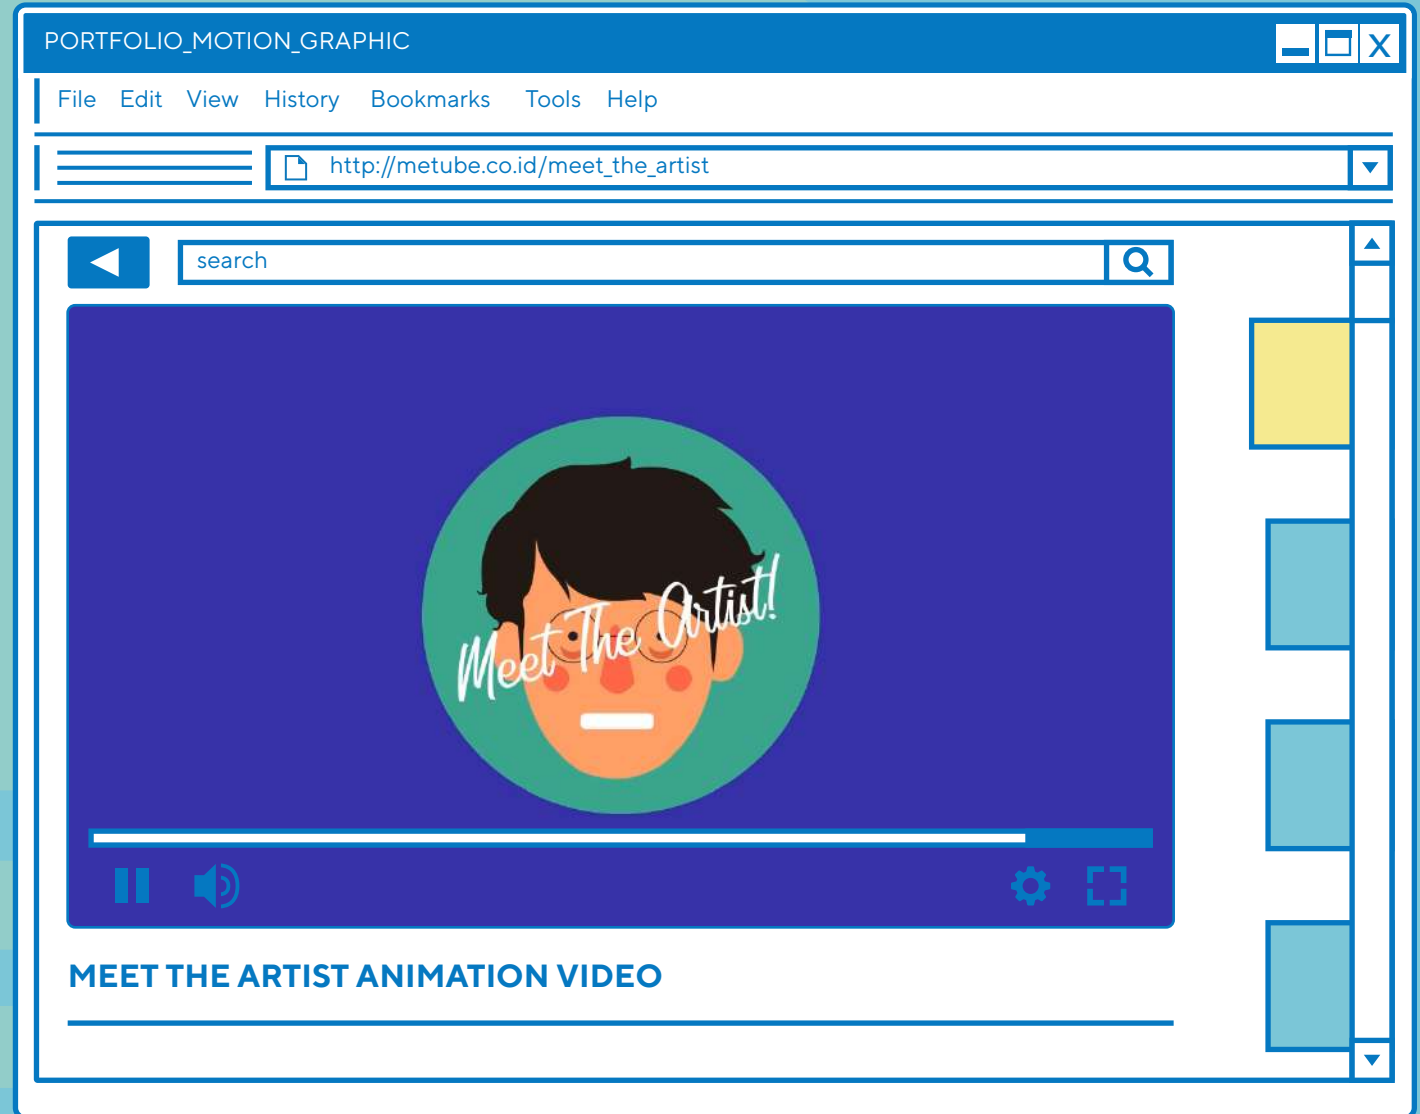 PORTFOLIO_MOTION_GRAPHIC
X
File Edit View History Bookmarks Tools Help
http://metube.co.id/meet_the_artist
search
Meet The Artist!
MEET THE ARTIST ANIMATION VIDEO